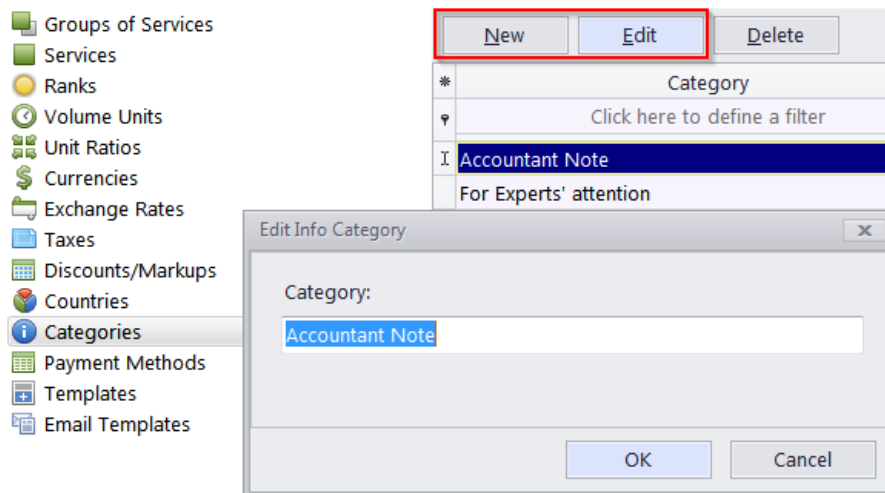 Groups of Services
Services
Ranks
Volume Units
Unit Ratios
Currencies
Exchange Rates
Taxes
Discounts/Markups
Countries
Categories
Payment Methods
Templates
Email Templates
New Edit Delete
Category
Click here to define a filter
Accountant Note
For Experts' attention
Edit Info Category
Category:
Accountant Note
OK Cancel